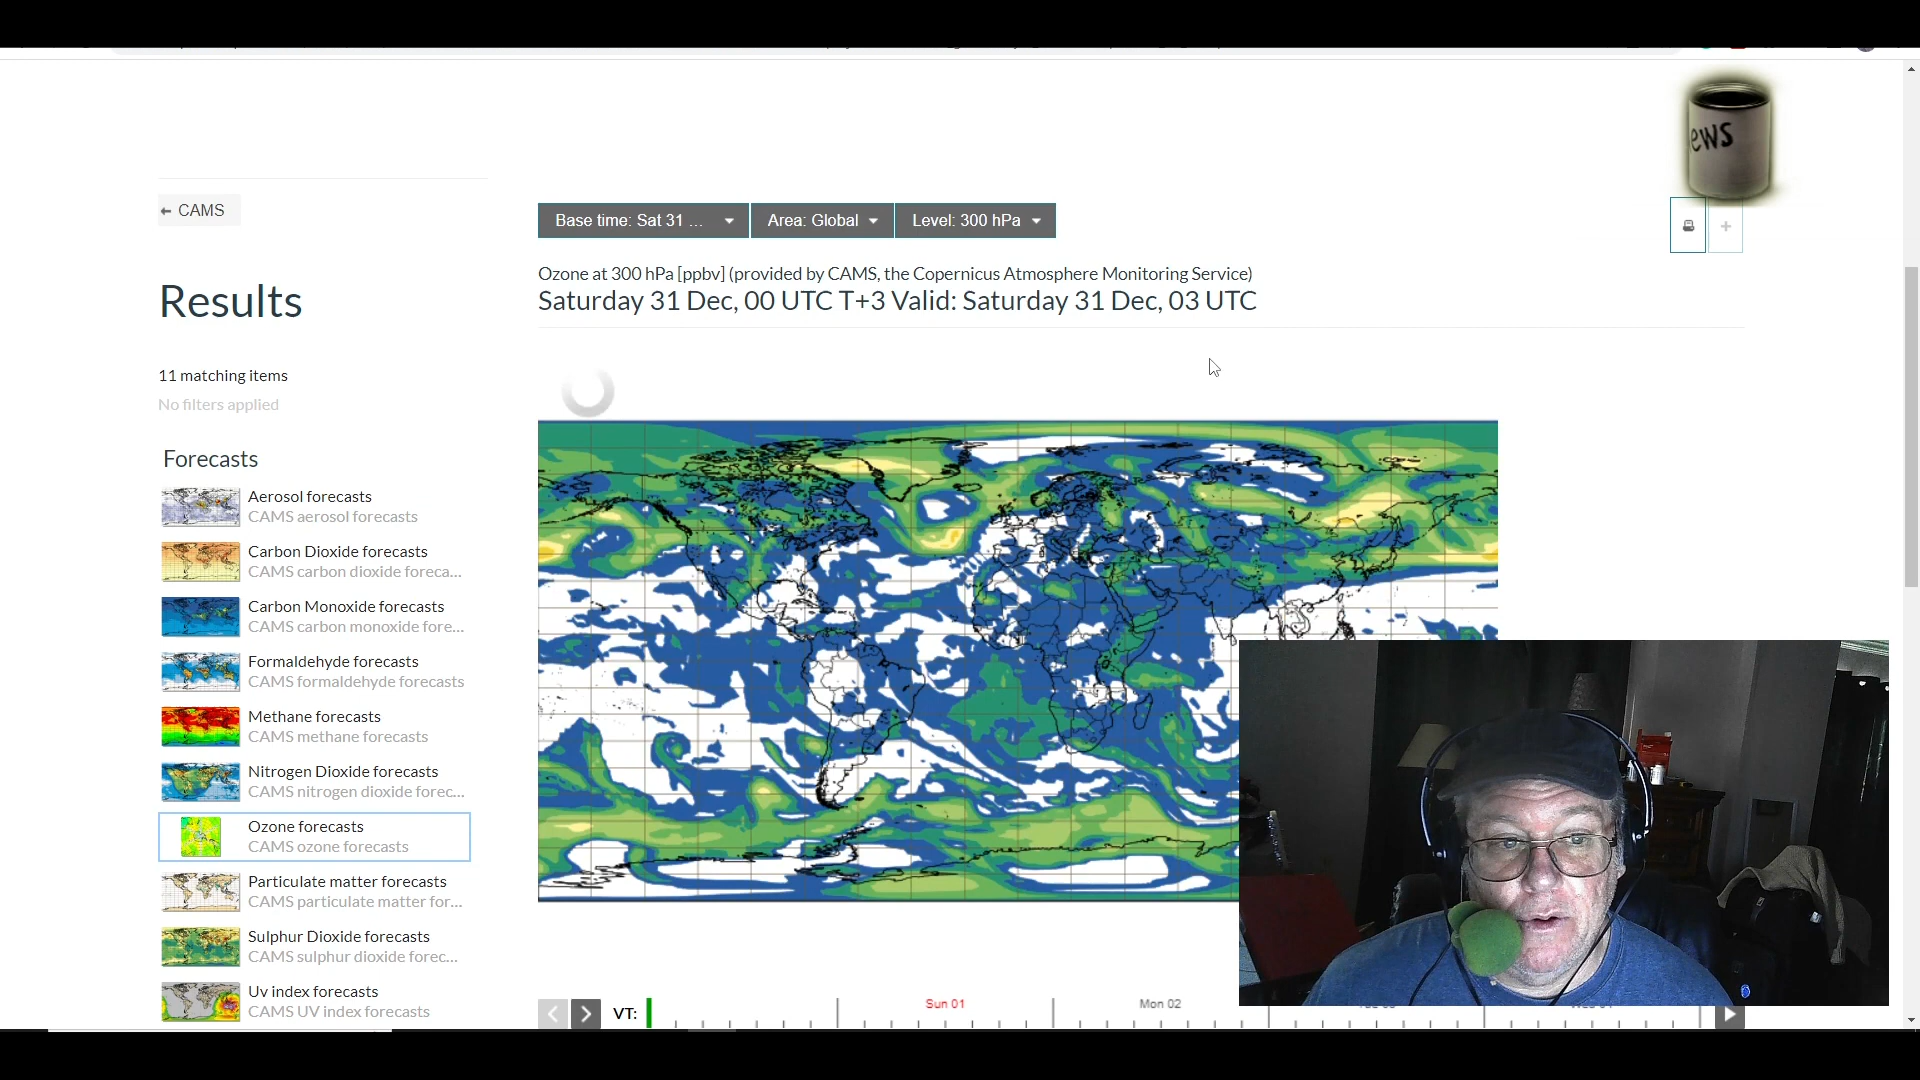 ews
CAMS
Base time: Sat 31 ...
Area: Global
Level: 300 hPa
Ozone at 300 hPa [ppbv] (provided by CAMS, the Copernicus Atmosphere Monitoring Service)
Saturday 31 Dec, 00 UTC T+3 Valid: Saturday 31 Dec, 03 UTC
Results
11 matching items
No filters applied
Forecasts
Aerosol forecasts
CAMS aerosol forecasts
Carbon Dioxide forecasts
CAMS carbon dioxide foreca...
Carbon Monoxide forecasts
CAMS carbon monoxide fore...
Formaldehyde forecasts
CAMS formaldehyde forecasts
Methane forecasts
CAMS methane forecasts
Nitrogen Dioxide forecasts
CAMS nitrogen dioxide forec...
Ozone forecasts
CAMS ozone forecasts
Particulate matter forecasts
CAMS particulate matter for...
Sulphur Dioxide forecasts
CAMS sulphur dioxide forec...
Uv index forecasts
CAMS UV index forecasts
VT:
Sun 01
Mon 02